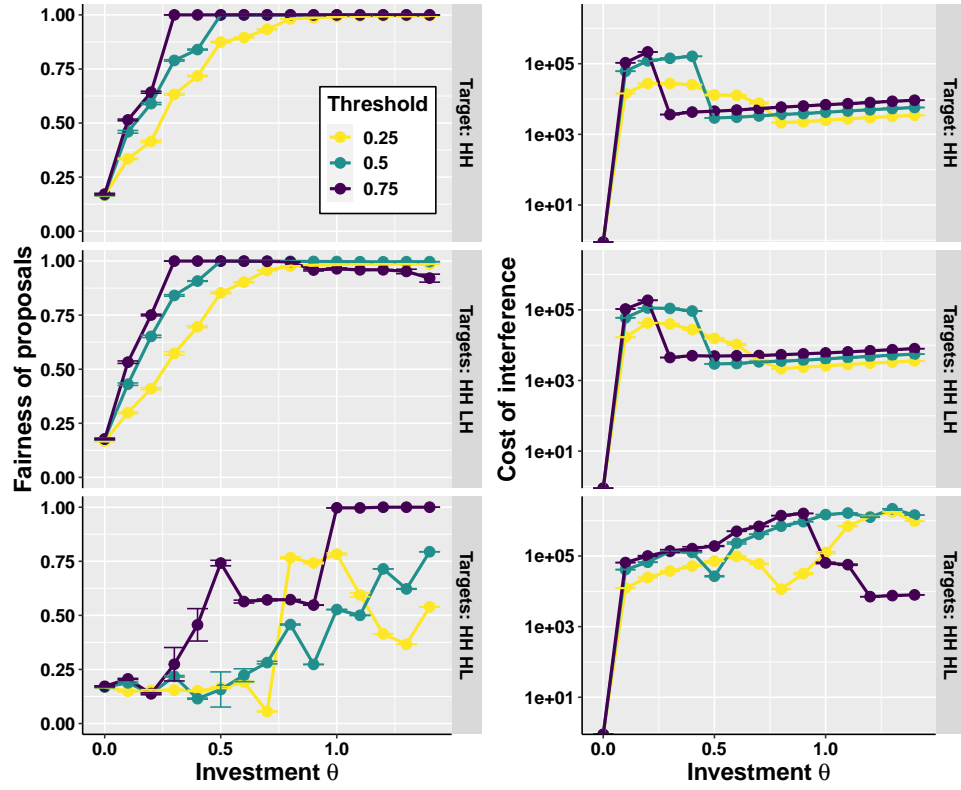 Fairness of proposals
1.00
0.75
0.50
0.25
0.00
Threshold
0.25
0.5
0.75
Target: HH
1.00
0.75
0.50
0.25
0.00
Targets: HH LH
1.00
0.75
0.50
0.25
0.00
Targets: HH HL
0.0
0.5
1.0
Investment θ
Cost of interference
1e+05
1e+03
1e+01
Target: HH
1e+05
1e+03
1e+01
Targets: HH LH
1e+05
1e+03
1e+01
Targets: HH HL
0.0
0.5
1.0
Investment θ